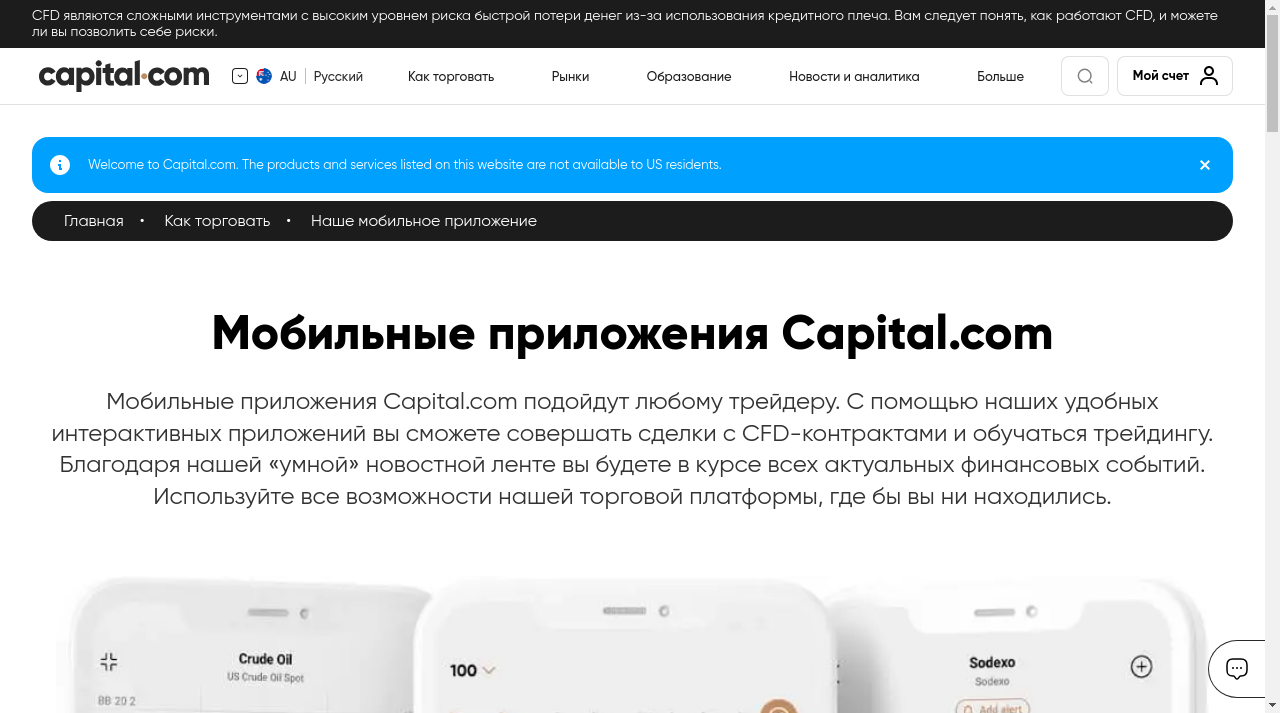 CFD являются сложными инструментами с высоким уровнем риска быстрой потери денег из-за использования кредитного плеча. Вам следует понять, как работают CFD, и можете
ли вы позволить себе риски.
capital.com
AU
Русский
Как торговать
Рынки
Образование
Новости и аналитика
Больше
Мой счет
Welcome to Capital.com. The products and services listed on this website are not available to US residents.
Главная • Как торговать • Наше мобильное приложение
Мобильные приложения Capital.com
Мобильные приложения Capital.com подойдут любому трейдеру. С помощью наших удобных
интерактивных приложений вы сможете совершать сделки с CFD-контрактами и обучаться трейдингу.
Благодаря нашей «умной» новостной ленте вы будете в курсе всех актуальных финансовых событий.
Используйте все возможности нашей торговой платформы, где бы вы ни находились.
Crude Oil
US Crude Oil Spot
BB 20 2
100
Sodexo
Sodexo
Add alert